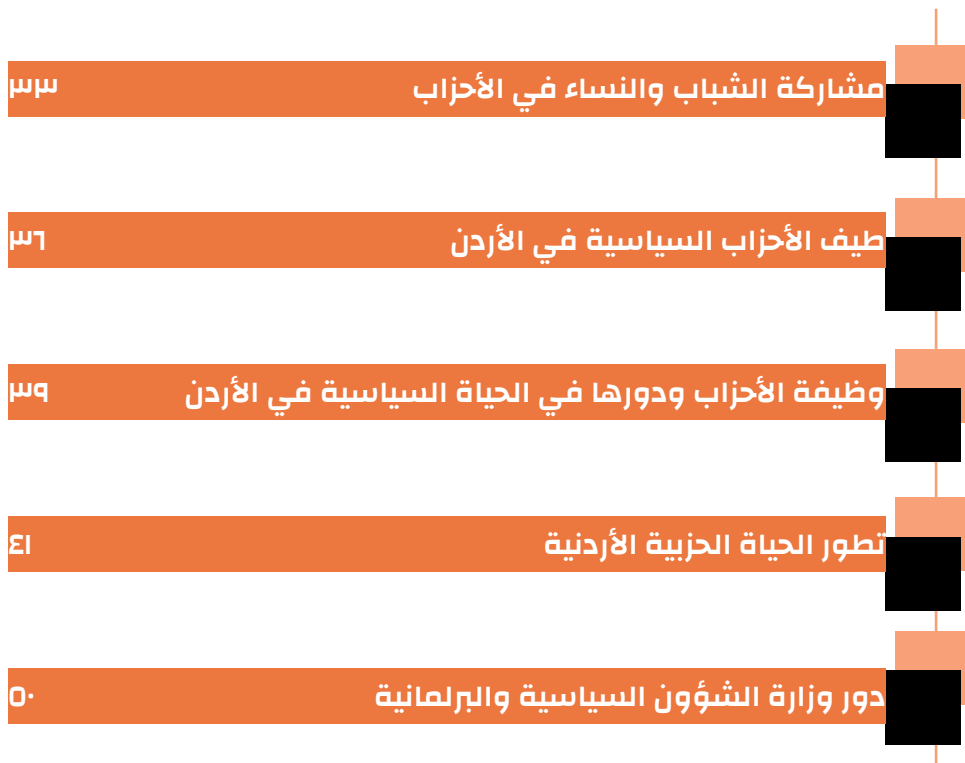 مشاركة الشباب والنساء في الأحزاب ٣٣
طيف الأحزاب السياسية في الأردن ٣٦
وظيفة الأحزاب ودورها في الحياة السياسية في الأردن ٣٩
تطور الحياة الحزبية الأردنية ٤١
دور وزارة الشؤون السياسية والبرلمانية ٥٠